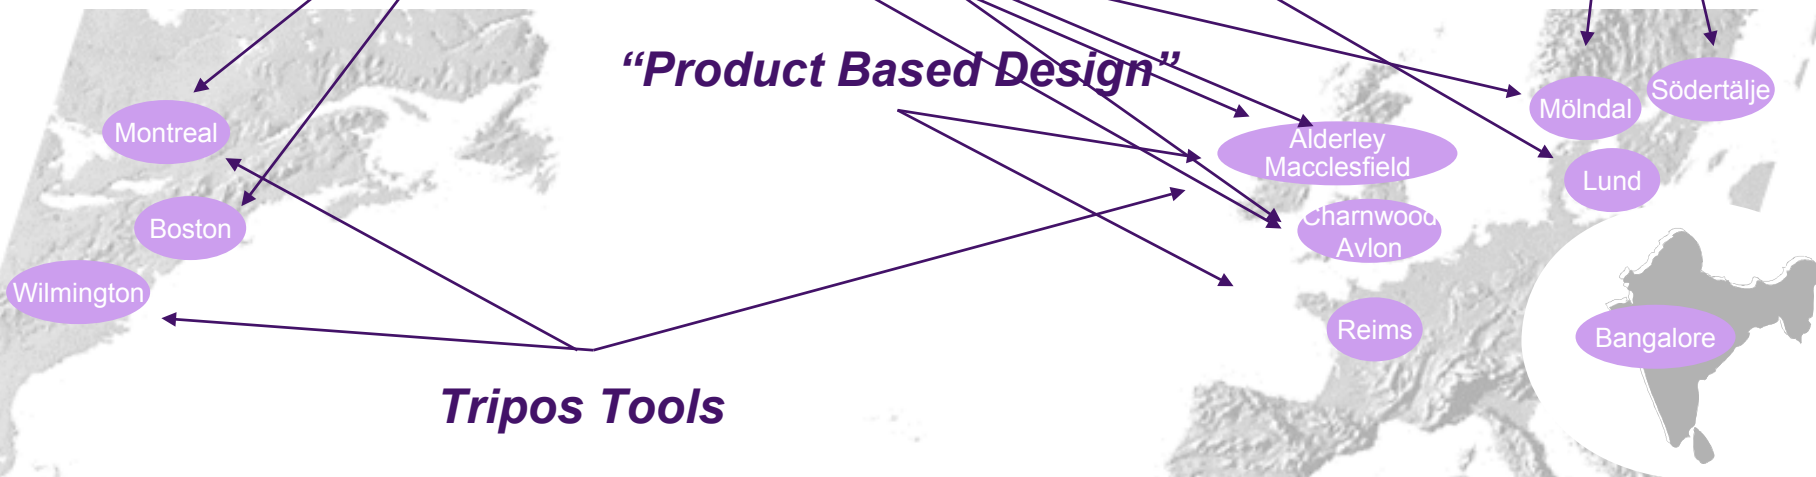 “Product Based Design”
Södertälje
Mölndal
Montreal
Alderley
Macclesfield
Lund
Charnwood
Avlon
Boston
Wilmington
Reims
Bangalore
Tripos Tools